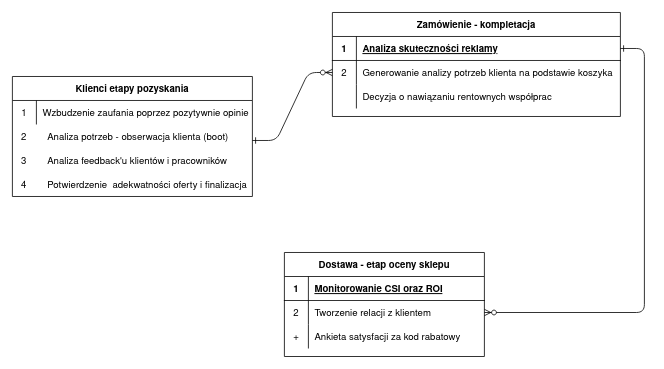 Zamówienie - kompletacja
1 Analiza skuteczności reklamy
2 Generowanie analizy potrzeb klienta na podstawie koszyka
Decyzja o nawiązaniu rentownych współprac
Klienci etapy pozyskania
1 Wzbudzenie zaufania poprzez pozytywnie opinie
2 Analiza potrzeb - obserwacja klienta (boot)
3 Analiza feedback'u klientów i pracowników
4 Potwierdzenie adekwatności oferty i finalizacja
Dostawa - etap oceny sklepu
1 Monitorowanie CSI oraz ROI
2 Tworzenie relacji z klientem
+ Ankieta satysfacji za kod rabatowy